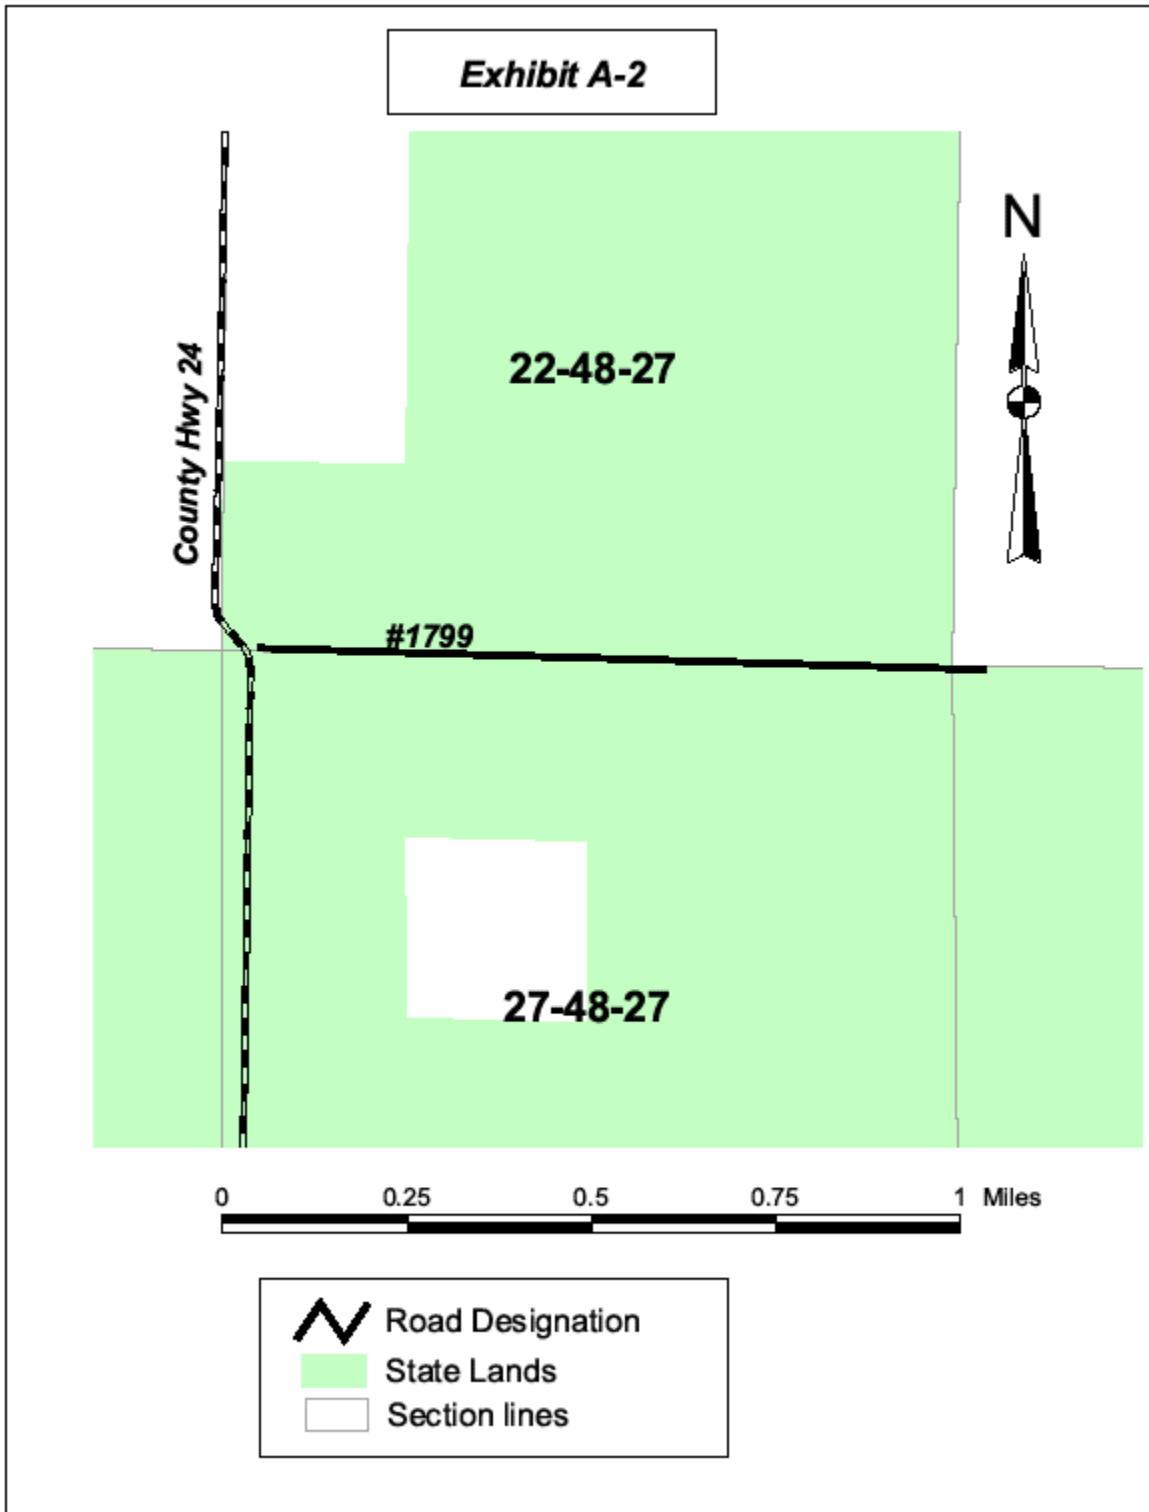 Exhibit A-2
N
22-48-27
County Hwy 24
#1799
27-48-27
0 0.25 0.5 0.75 1 Miles
Road Designation
State Lands
Section lines